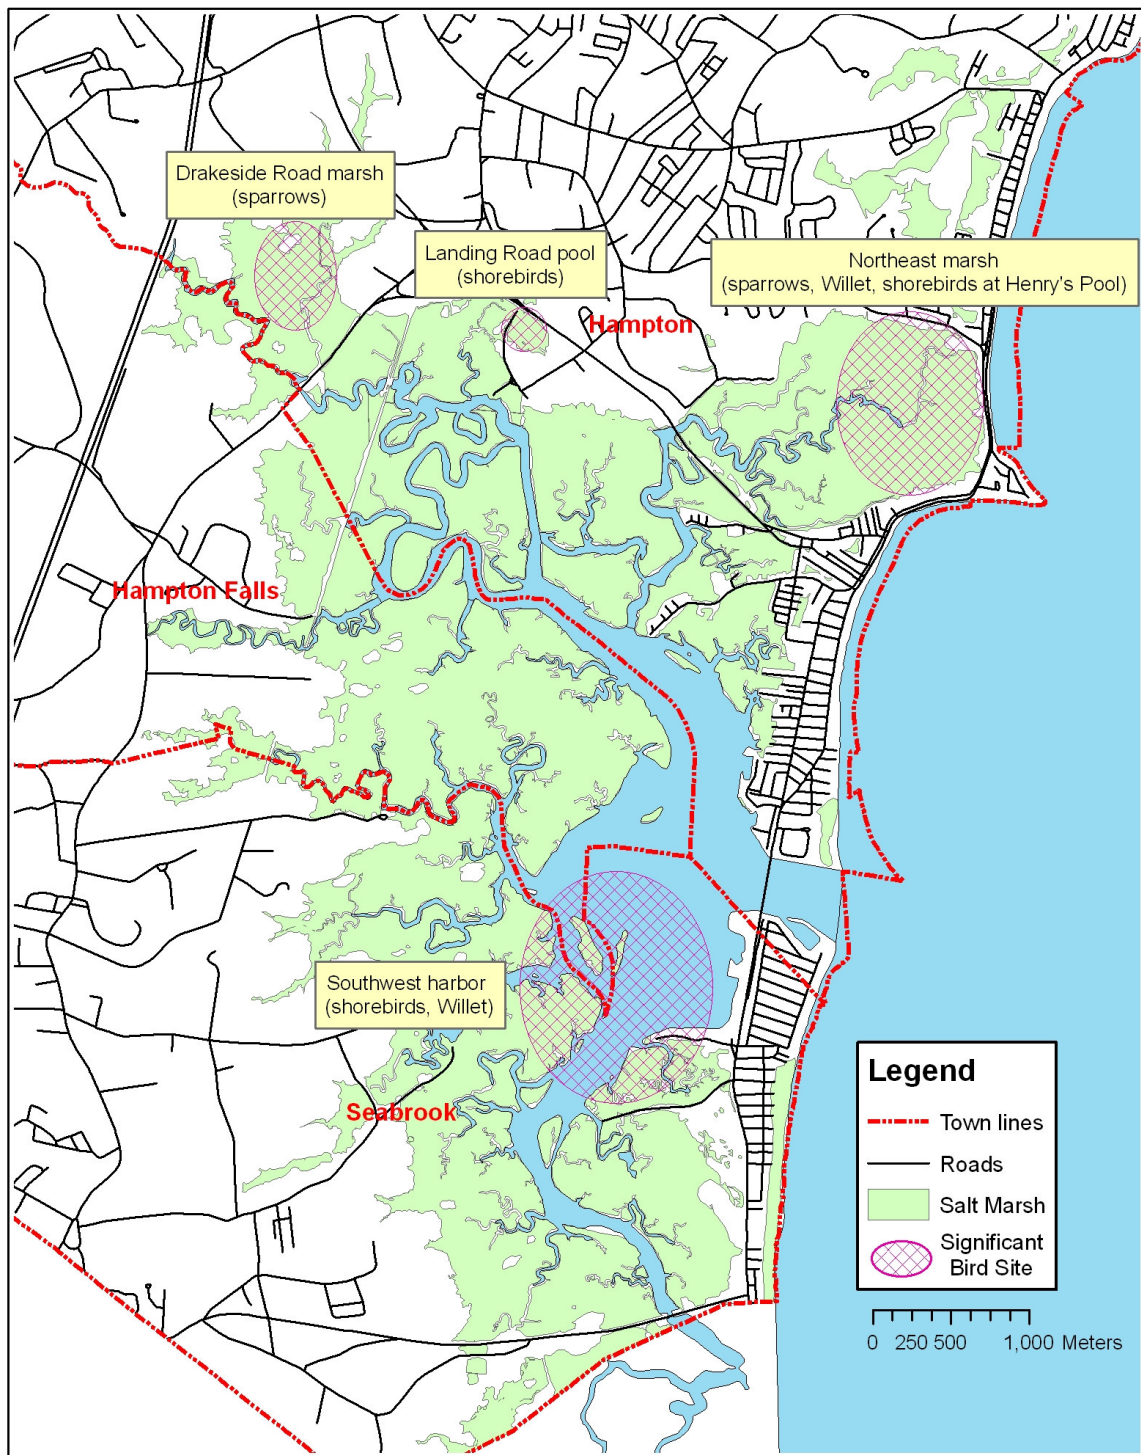 Drakeside Road marsh
(sparrows)
Landing Road pool
(shorebirds)
Northeast marsh
(sparrows, Willet, shorebirds at Henry's Pool)
Hampton
Hampton Falls
Southwest harbor
(shorebirds, Willet)
Seabrook
Legend
Town lines
Roads
Salt Marsh
Significant
Bird Site
0 250 500 1,000 Meters